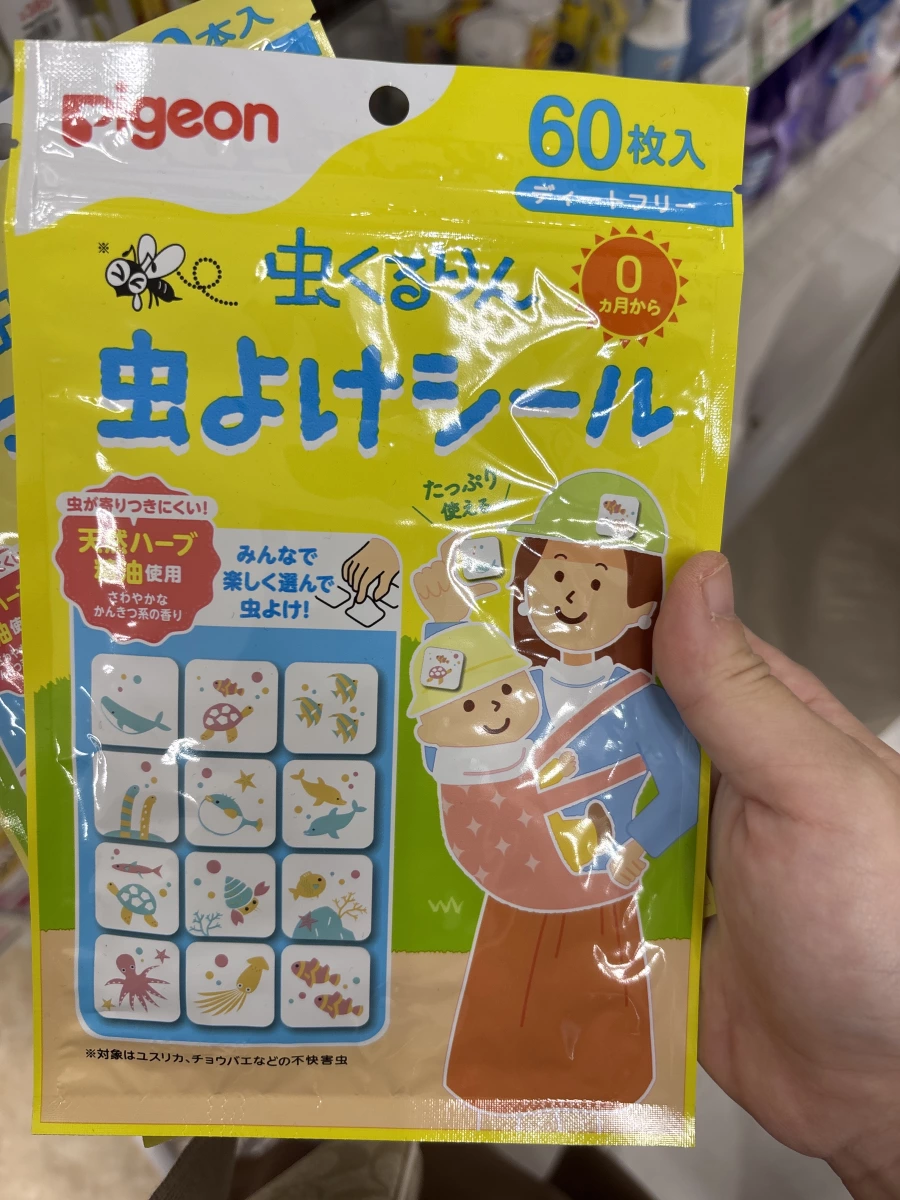 Pigeon
60枚入
ディートフリー
※
虫くるりん
0
ヵ月から
虫よけシール
虫が寄りつきにくい!
天然ハーブ
精油使用
さわやかな
かんきつ系の香り
みんなで
楽しく選んで
虫よけ!
たっぷり
使える
※対象はユスリカ、チョウバエなどの不快害虫
本入